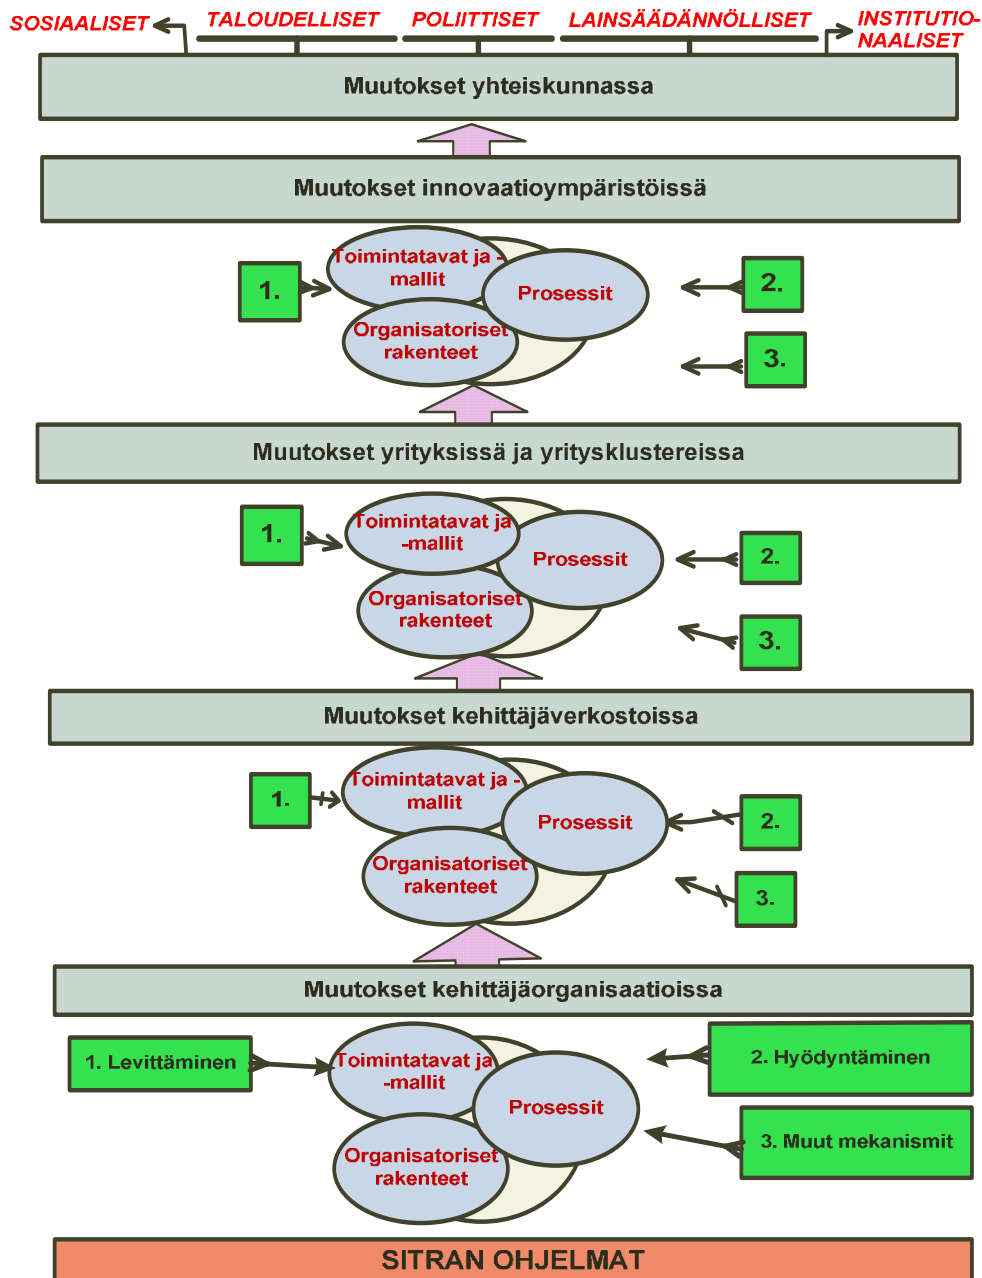 SOSIAALISET
TALOUDELLISET
POLIITTISET
LAINSÄÄDÄNNÖLLISET
INSTITUTIO-
NAALISET
Muutokset yhteiskunnassa
Muutokset innovaatioympäristöissä
Toimintatavat ja -
mallit
1.
Prosessit
2.
Organisatoriset
rakenteet
3.
Muutokset yrityksissä ja yritysklustereissa
1.
Toimintatavat ja
-mallit
Prosessit
2.
Organisatoriset
rakenteet
3.
Muutokset kehittäjäverkostoissa
Toimintatavat ja -
mallit
1.
Prosessit
2.
Organisatoriset
rakenteet
3.
Muutokset kehittäjäorganisaatioissa
1. Levittäminen
Toimintatavat ja
-mallit
2. Hyödyntäminen
Prosessit
3. Muut mekanismit
Organisatoriset
rakenteet
SITRAN OHJELMAT